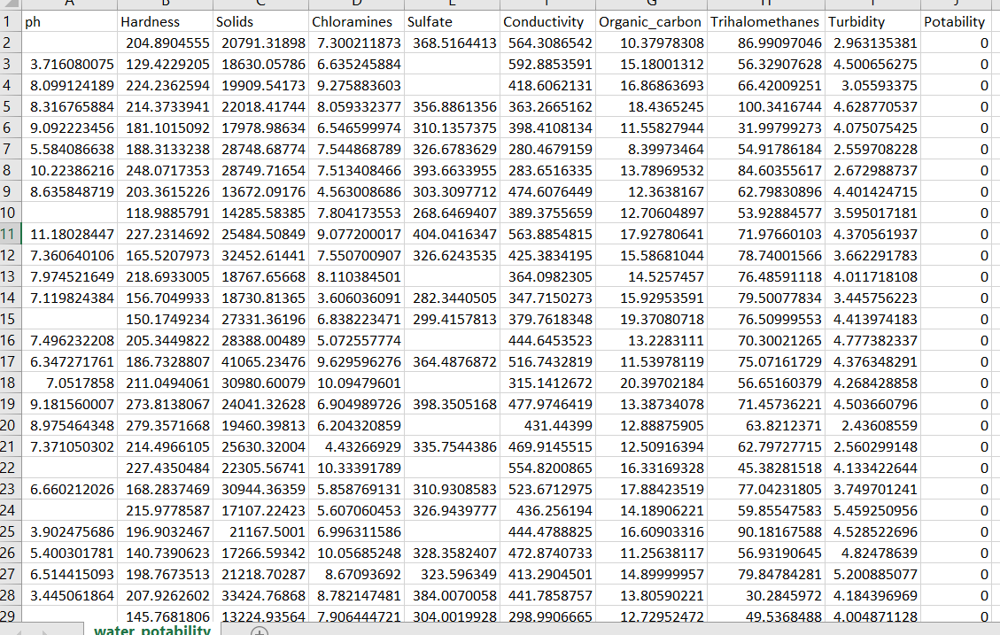 1 ph Hardness Solids Chloramines Sulfate Conductivity Organic_carbon Trihalomethanes Turbidity Potability
2 204.8904555 20791.31898 7.300211873 368.5164413 564.3086542 10.37978308 86.99097046 2.963135381 0
3 3.716080075 129.4229205 18630.05786 6.635245884 592.8853591 15.18001312 56.32907628 4.500656275 0
4 8.099124189 224.2362594 19909.54173 9.275883603 418.6062131 16.86863693 66.42009251 3.05593375 0
5 8.316765884 214.3733941 22018.41744 8.059332377 356.8861356 363.2665162 18.4365245 100.3416744 4.628770537 0
6 9.092223456 181.1015092 17978.98634 6.546599974 310.1357375 398.4108134 11.55827944 31.99799273 4.075075425 0
7 5.584086638 188.3133238 28748.68774 7.544868789 326.6783629 280.4679159 8.39973464 54.91786184 2.559708228 0
8 10.22386216 248.0717353 28749.71654 7.513408466 393.6633955 283.6516335 13.78969532 84.60355617 2.672988737 0
9 8.635848719 203.3615226 13672.09176 4.563008686 303.3097712 474.6076449 12.3638167 62.79830896 4.401424715 0
10 118.9885791 14285.58385 7.804173553 268.6469407 389.3755659 12.70604897 53.92884577 3.595017181 0
11 11.18028447 227.2314692 25484.50849 9.077200017 404.0416347 563.8854815 17.92780641 71.97660103 4.370561937 0
12 7.360640106 165.5207973 32452.61441 7.550700907 326.6243535 425.3834195 15.58681044 78.74001566 3.662291783 0
13 7.974521649 218.6933005 18767.65668 8.110384501 364.0982305 14.5257457 76.48591118 4.011718108 0
14 7.119824384 156.7049933 18730.81365 3.606036091 282.3440505 347.7150273 15.92953591 79.50077834 3.445756223 0
15 150.1749234 27331.36196 6.838223471 299.4157813 379.7618348 19.37080718 76.50999553 4.413974183 0
16 7.496232208 205.3449822 28388.00489 5.072557774 444.6453523 13.2283111 70.30021265 4.777382337 0
17 6.347271761 186.7328807 41065.23476 9.629596276 364.4876872 516.7432819 11.53978119 75.07161729 4.376348291 0
18 7.0517858 211.0494061 30980.60079 10.09479601 315.1412672 20.39702184 56.65160379 4.268428858 0
19 9.181560007 273.8138067 24041.32628 6.904989726 398.3505168 477.9746419 13.38734078 71.45736221 4.503660796 0
20 8.975464348 279.3571668 19460.39813 6.204320859 431.44399 12.88875905 63.8212371 2.43608559 0
21 7.371050302 214.4966105 25630.32004 4.43266929 335.7544386 469.9145515 12.50916394 62.79727715 2.560299148 0
22 227.4350484 22305.56741 10.33391789 554.8200865 16.33169328 45.38281518 4.133422644 0
23 6.660212026 168.2837469 30944.36359 5.858769131 310.9308583 523.6712975 17.88423519 77.04231805 3.749701241 0
24 215.9778587 17107.22423 5.607060453 326.9439777 436.256194 14.18906221 59.85547583 5.459250956 0
25 3.902475686 196.9032467 21167.5001 6.996311586 444.4788825 16.60903316 90.18167588 4.528522696 0
26 5.400301781 140.7390623 17266.59342 10.05685248 328.3582407 472.8740733 11.25638117 56.93190645 4.82478639 0
27 6.514415093 198.7673513 21218.70287 8.67093692 323.596349 413.2904501 14.89999957 79.84784281 5.200885077 0
28 3.445061864 207.9262602 33424.76868 8.782147481 384.0070058 441.7858757 13.80590221 30.2845972 4.184396969 0
29 145.7681806 13224.93564 7.906444721 304.0019928 298.9906665 12.72952472 49.5368488 4.004871128 0
water_potability